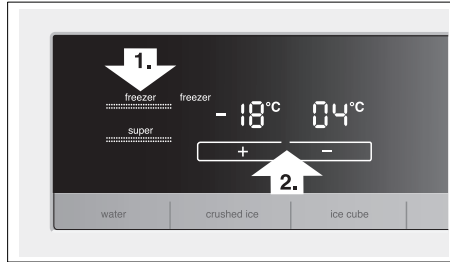 1.
freezer freezer
-18°C 04°C
super
+ −
2.
water crushed ice ice cube